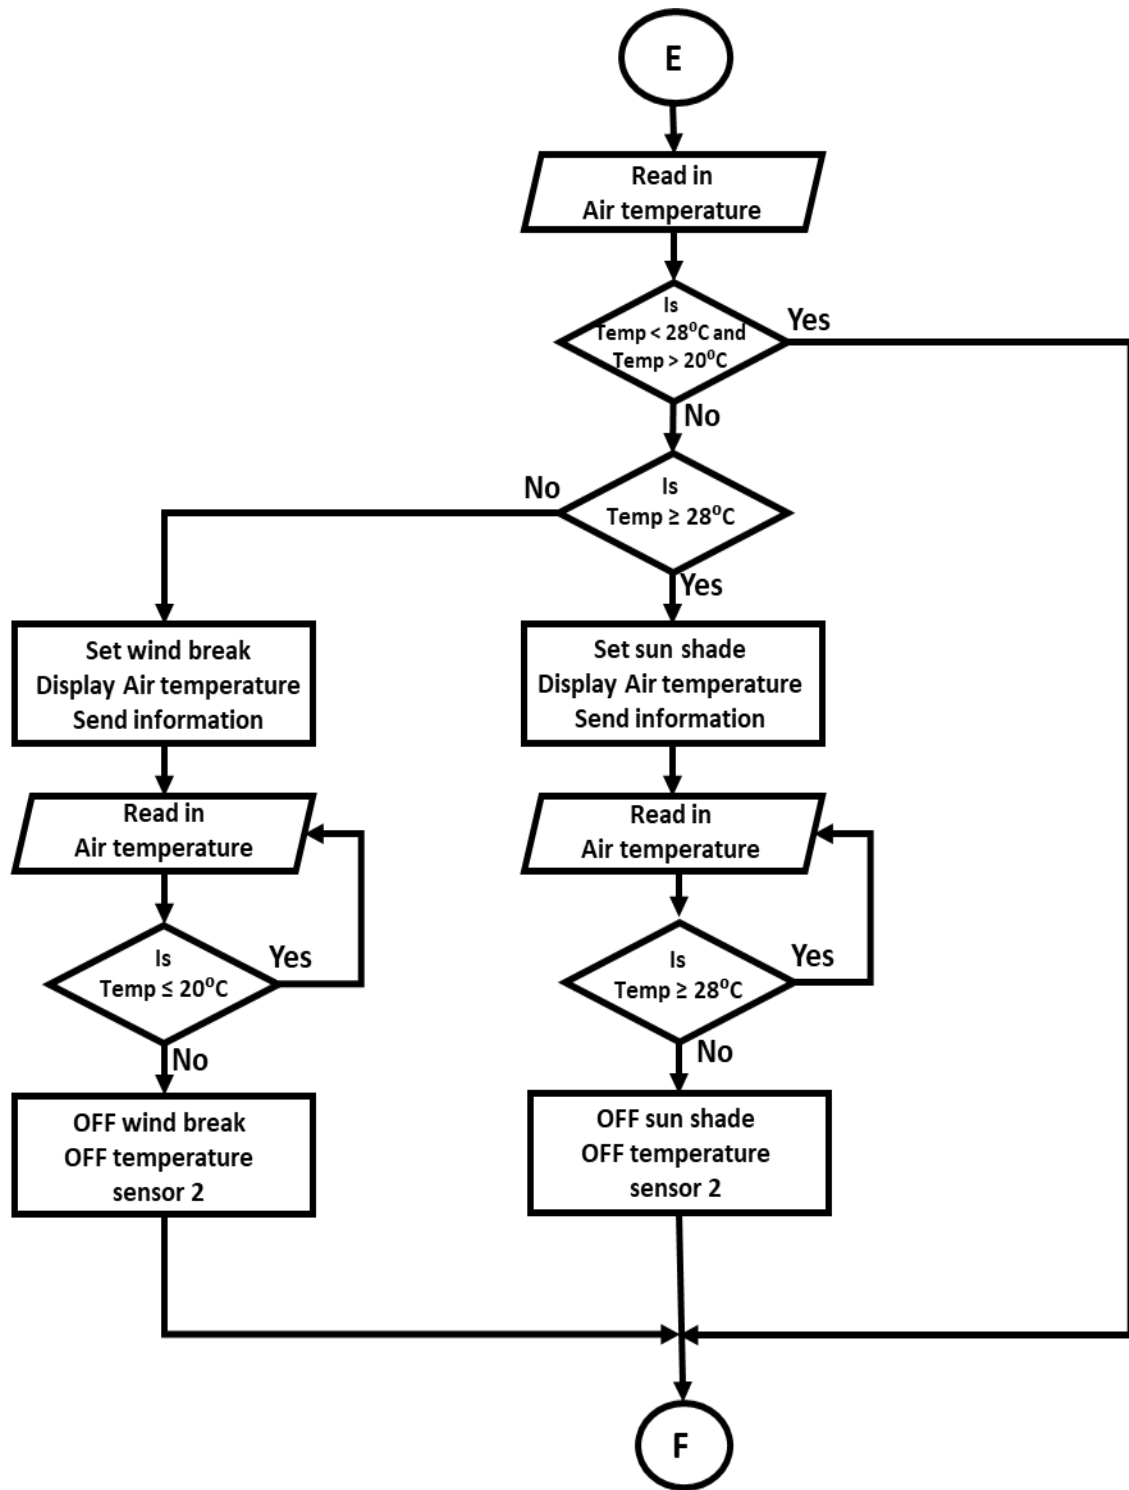 E
Read in
Air temperature
Is
Temp < 28⁰C and
Temp > 20⁰C
Yes
No
Is
Temp ≥ 28⁰C
No
Yes
Set wind break
Display Air temperature
Send information
Set sun shade
Display Air temperature
Send information
Read in
Air temperature
Read in
Air temperature
Is
Temp ≤ 20⁰C
Yes
Is
Temp ≥ 28⁰C
Yes
No
No
OFF wind break
OFF temperature
sensor 2
OFF sun shade
OFF temperature
sensor 2
F